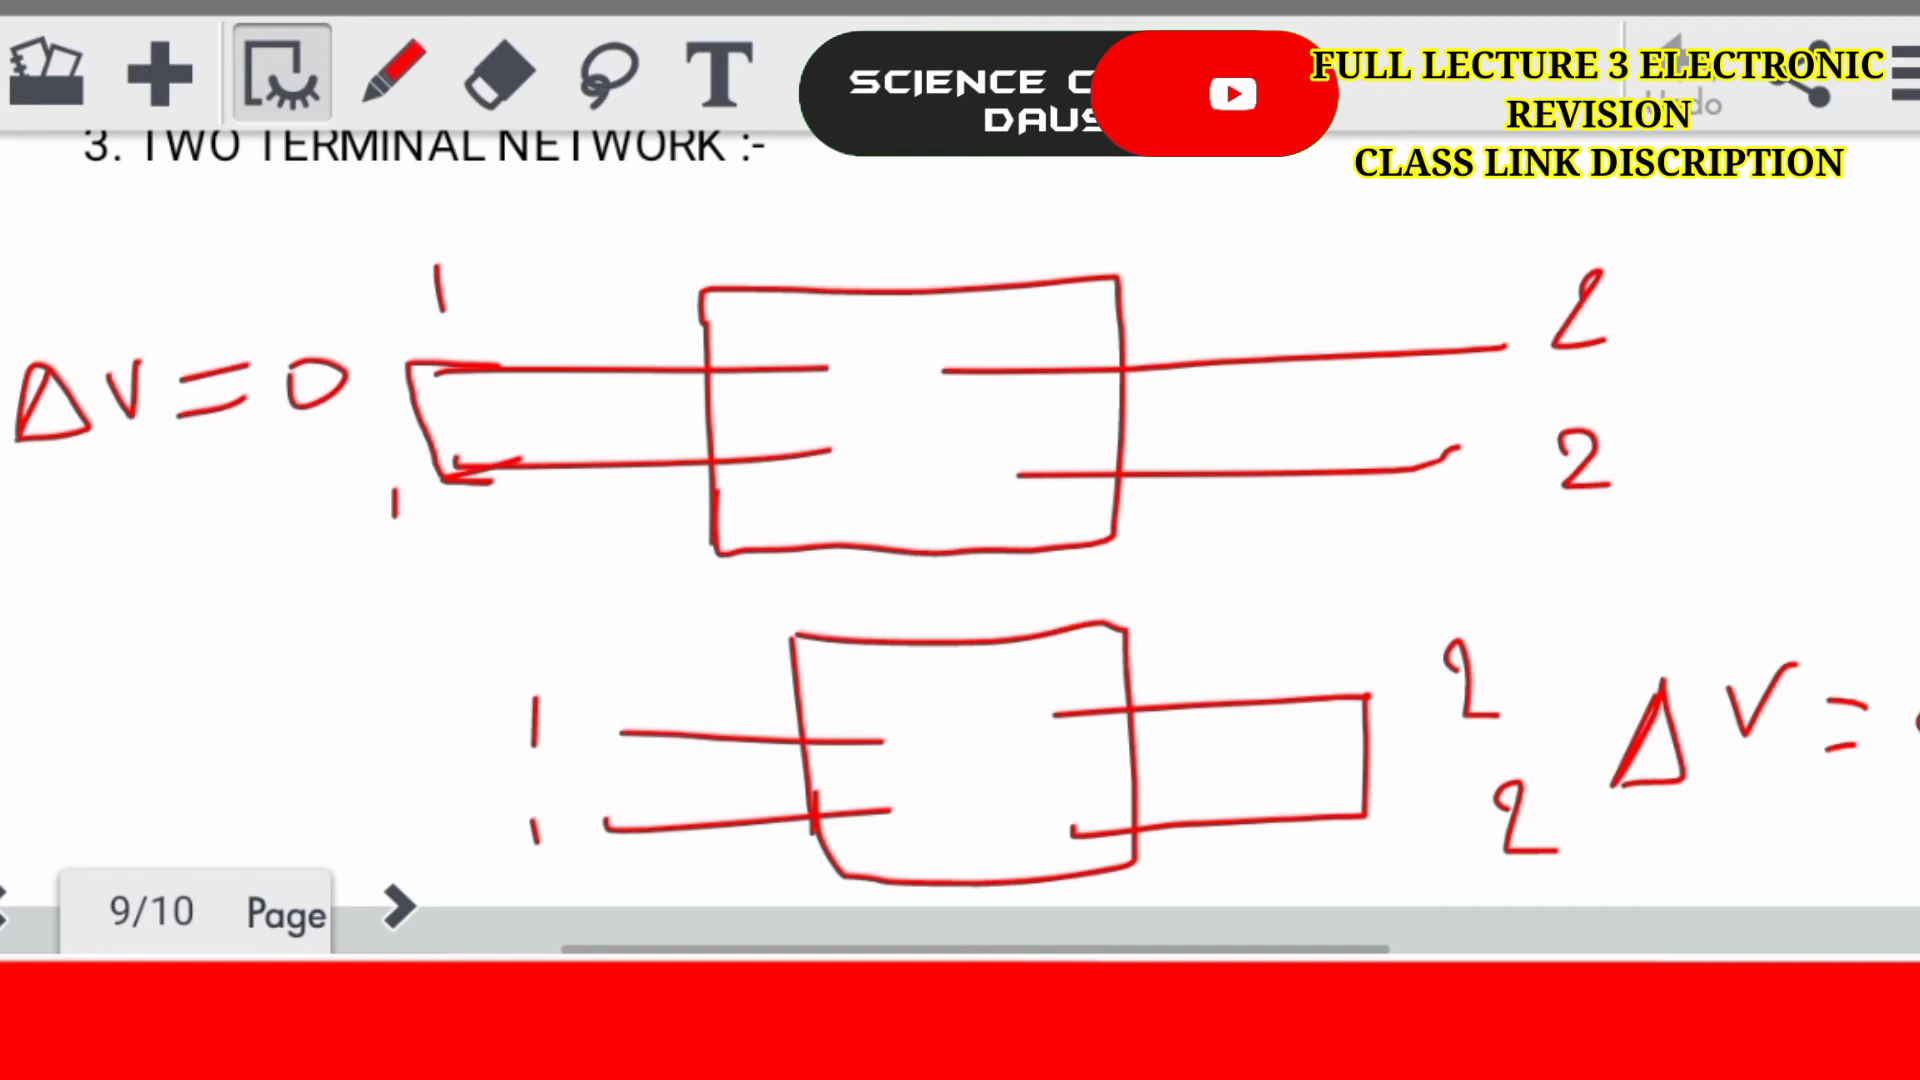 SCIENCE C
DAUS
FULL LECTURE 3 ELECTRONIC
REVISION
CLASS LINK DISCRIPTION
3. TWO TERMINAL NETWORK :-
1
2
ΔV=0
1
2
1
2
ΔV=
1
2
9/10 Page